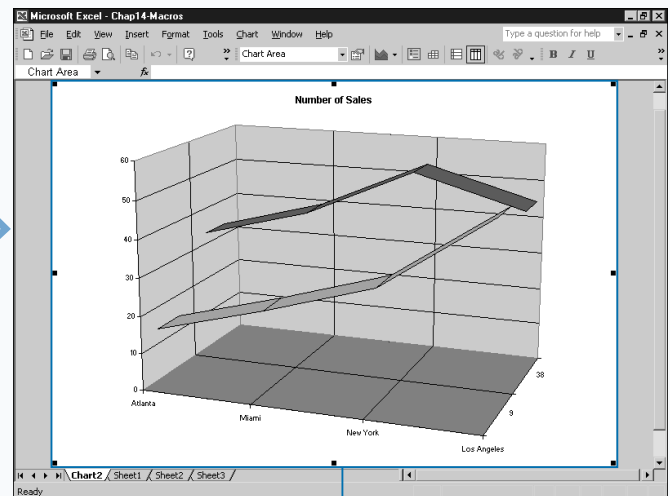 Microsoft Excel - Chap14-Macros
File Edit View Insert Format Tools Chart Window Help
Type a question for help
Chart Area
B I U
Chart Area
fx
Number of Sales
60
50
40
30
20
10
0
38
9
Atlanta
Miami
New York
Los Angeles
Chart2 Sheet1 Sheet2 Sheet3
Ready